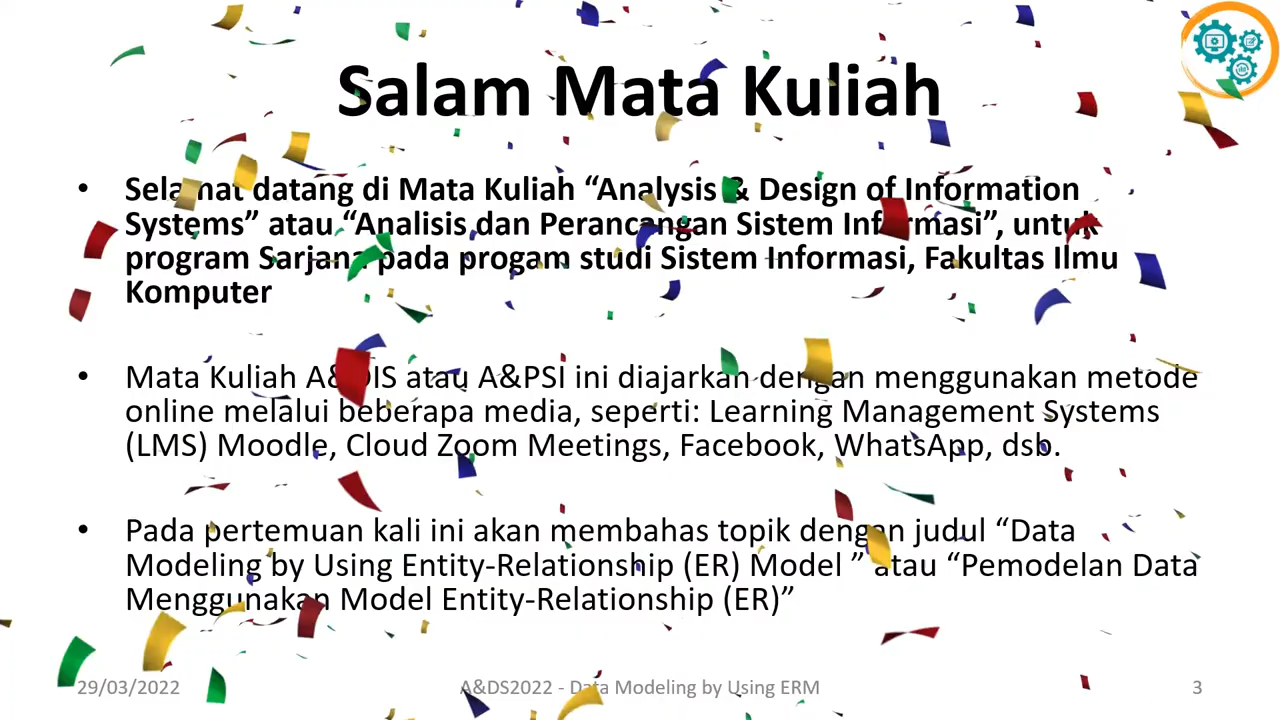 Salam Mata Kuliah
• Selamat datang di Mata Kuliah “Analysis & Design of Information
Systems” atau “Analisis dan Perancangan Sistem Informasi”, untuk
program Sarjana pada progam studi Sistem Informasi, Fakultas Ilmu
Komputer
• Mata Kuliah A&DIS atau A&PSI ini diajarkan dengan menggunakan metode
online melalui beberapa media, seperti: Learning Management Systems
(LMS) Moodle, Cloud Zoom Meetings, Facebook, WhatsApp, dsb.
• Pada pertemuan kali ini akan membahas topik dengan judul “Data
Modeling by Using Entity-Relationship (ER) Model ” atau “Pemodelan Data
Menggunakan Model Entity-Relationship (ER)”
29/03/2022
A&DS2022 - Data Modeling by Using ERM
3